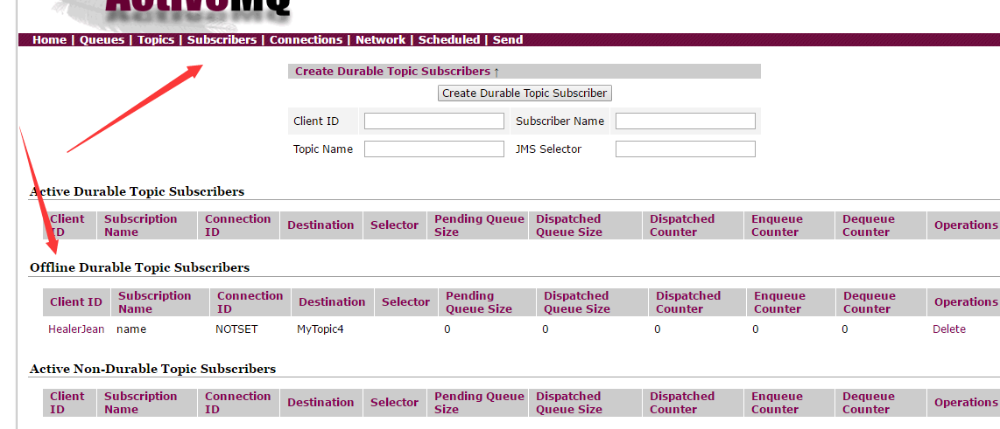 ActiveMQ
Home | Queues | Topics | Subscribers | Connections | Network | Scheduled | Send
Create Durable Topic Subscribers ↑
Create Durable Topic Subscriber
Client ID Subscriber Name
Topic Name JMS Selector
Active Durable Topic Subscribers
Client ID Subscription Name Connection ID Destination Selector Pending Queue Size Dispatched Queue Size Dispatched Counter Enqueue Counter Dequeue Counter Operations
Offline Durable Topic Subscribers
Client ID Subscription Name Connection ID Destination Selector Pending Queue Size Dispatched Queue Size Dispatched Counter Enqueue Counter Dequeue Counter Operations
HealerJean name NOTSET MyTopic4 0 0 0 0 0 Delete
Active Non-Durable Topic Subscribers
Client ID Subscription Name Connection ID Destination Selector Pending Queue Size Dispatched Queue Size Dispatched Counter Enqueue Counter Dequeue Counter Operations